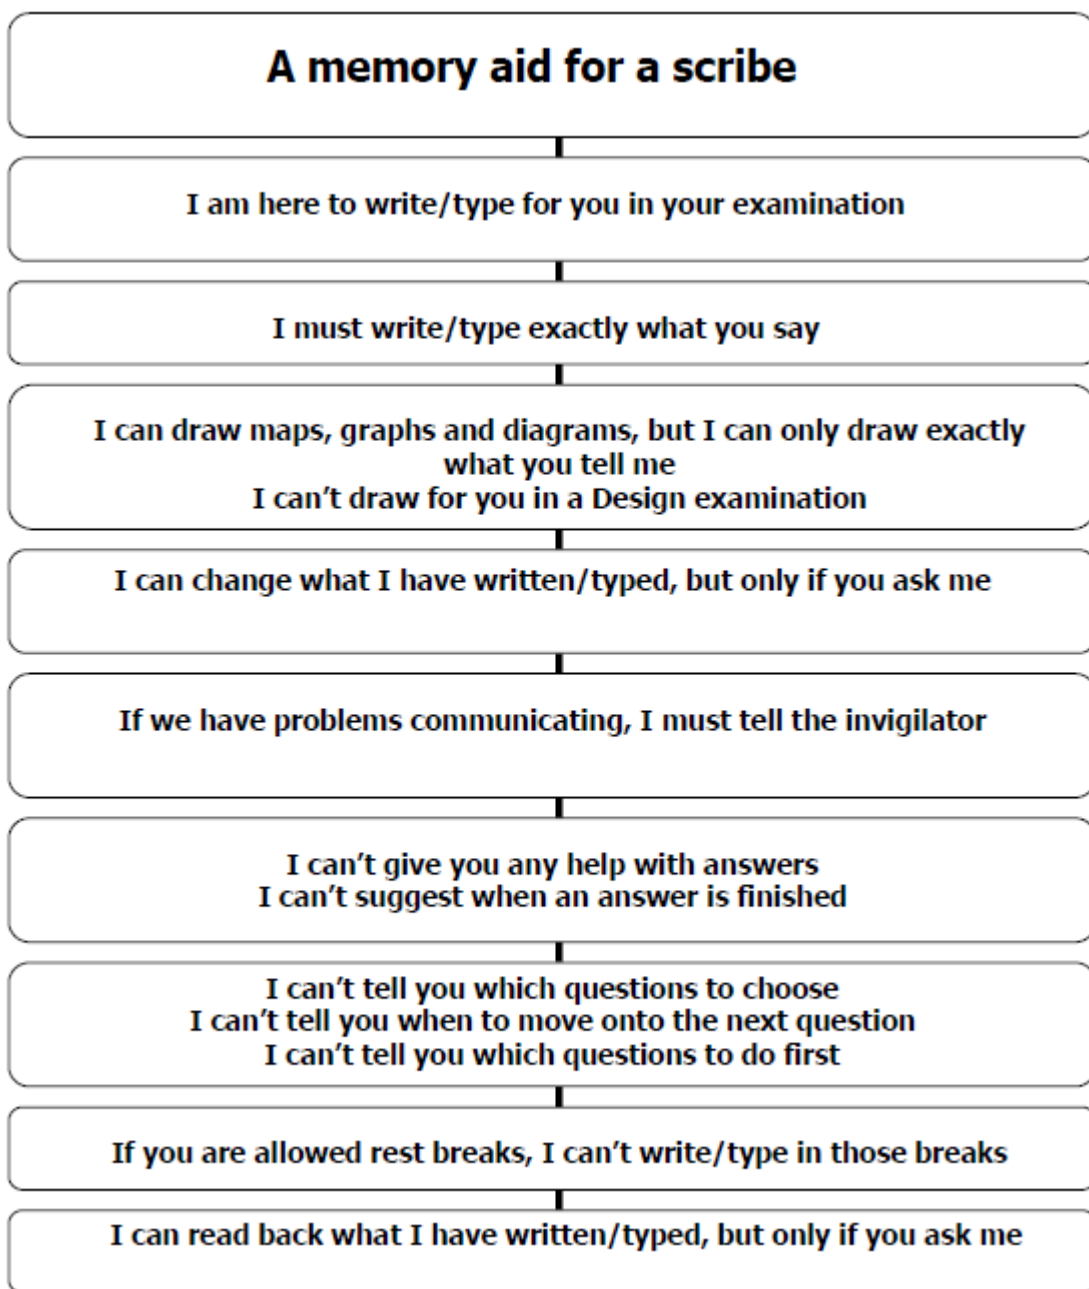 A memory aid for a scribe
I am here to write/type for you in your examination
I must write/type exactly what you say
I can draw maps, graphs and diagrams, but I can only draw exactly
what you tell me
I can’t draw for you in a Design examination
I can change what I have written/typed, but only if you ask me
If we have problems communicating, I must tell the invigilator
I can’t give you any help with answers
I can’t suggest when an answer is finished
I can’t tell you which questions to choose
I can’t tell you when to move onto the next question
I can’t tell you which questions to do first
If you are allowed rest breaks, I can’t write/type in those breaks
I can read back what I have written/typed, but only if you ask me